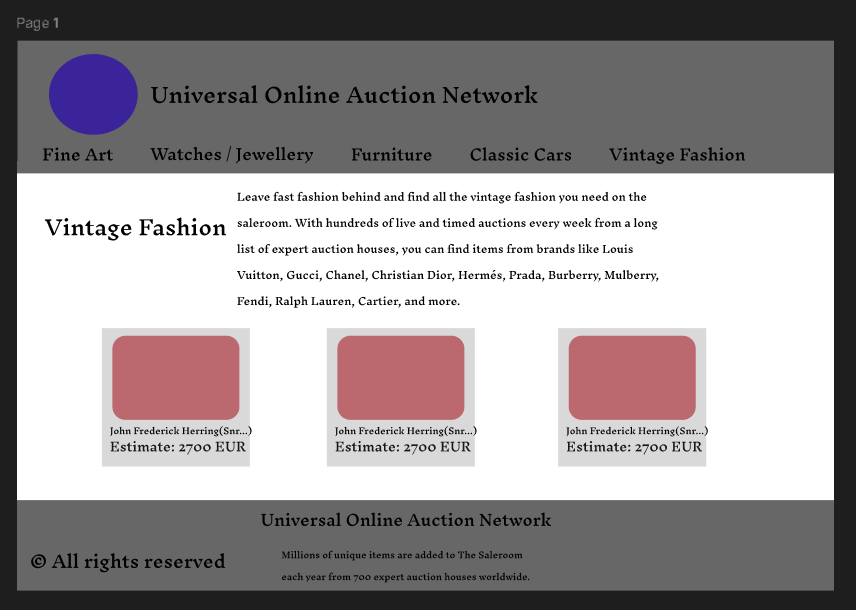 Page 1
Universal Online Auction Network
Fine Art Watches / Jewellery Furniture Classic Cars Vintage Fashion
Vintage Fashion
Leave fast fashion behind and find all the vintage fashion you need on the
saleroom. With hundreds of live and timed auctions every week from a long
list of expert auction houses, you can find items from brands like Louis
Vuitton, Gucci, Chanel, Christian Dior, Hermés, Prada, Burberry, Mulberry,
Fendi, Ralph Lauren, Cartier, and more.
John Frederick Herring(Snr...)
Estimate: 2700 EUR
John Frederick Herring(Snr...)
Estimate: 2700 EUR
John Frederick Herring(Snr...)
Estimate: 2700 EUR
Universal Online Auction Network
© All rights reserved
Millions of unique items are added to The Saleroom
each year from 700 expert auction houses worldwide.